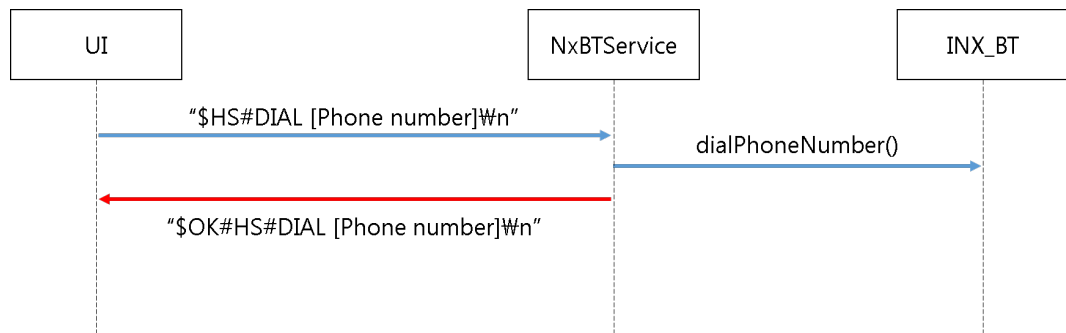 UI
NxBTService
INX_BT
“$HS#DIAL [Phone number]₩n”
dialPhoneNumber()
“$OK#HS#DIAL [Phone number]₩n”